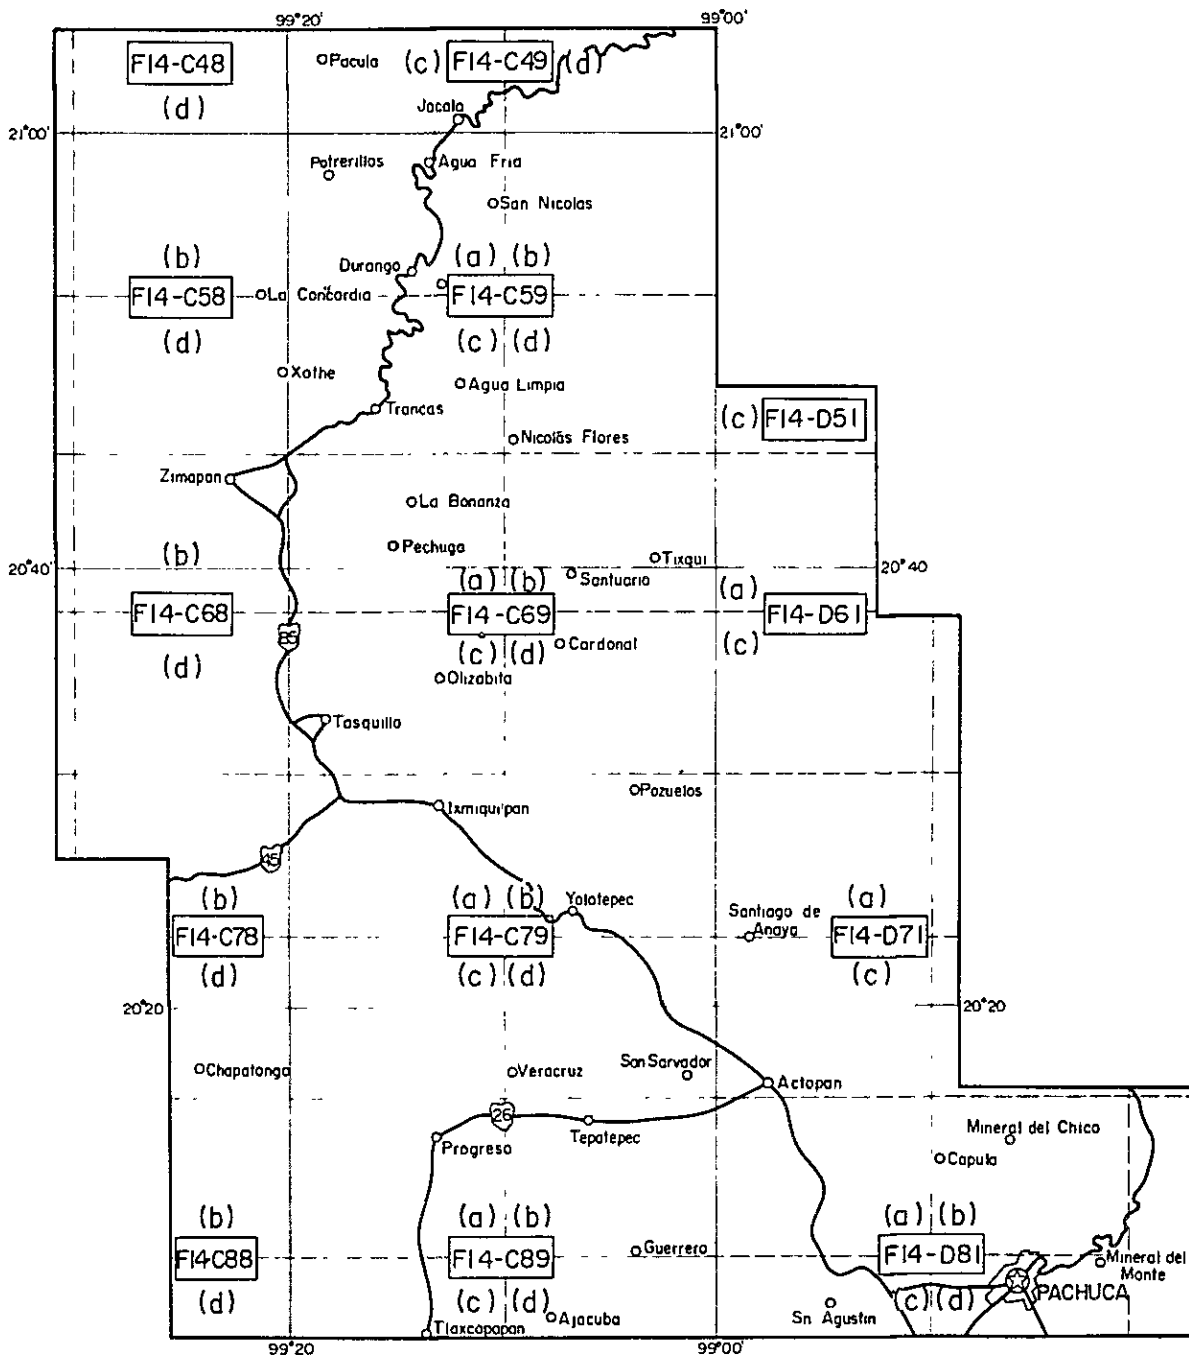 99°20'
99°00'
F14-C48
Pacula
(c)
F14-C49
(d)
(d)
Jacala
21°00'
21°00'
Potrerillos
Agua Fria
San Nicolas
(b)
Durango
(a) (b)
F14-C58
La Concordia
F14-C59
(d)
(c) (d)
Xathe
Agua Limpia
Trancas
(c)
F14-D51
Nicolás Flores
Zimapan
La Bonanza
Pechuga
(b)
Tixqui
20°40
20°40
Santuario
(a) (b)
(a)
F14-C68
F14-C69
F14-D61
85
Cardonal
(c) (d)
(c)
(d)
Olizabita
Tasquillo
Pozuelos
Ixmiquilpan
45
(b)
(a) (b)
Yolotepec
Santiago de
Anaya
(a)
F14-C78
F14-C79
F14-D71
(d)
(c) (d)
(c)
20°20
20°20
Chapatongo
Veracruz
San Sarvador
Actopan
26
Tepatepec
Progreso
Mineral del Chico
Capula
(b)
(a) (b)
(a) (b)
F14C88
F14-C89
Guerrero
F14-D81
Mineral del
Monte
(d)
(c) (d)
(c) (d)
PACHUCA
Ajacuba
Sn Agustin
Tlaxcapapan
99°20'
99°00'